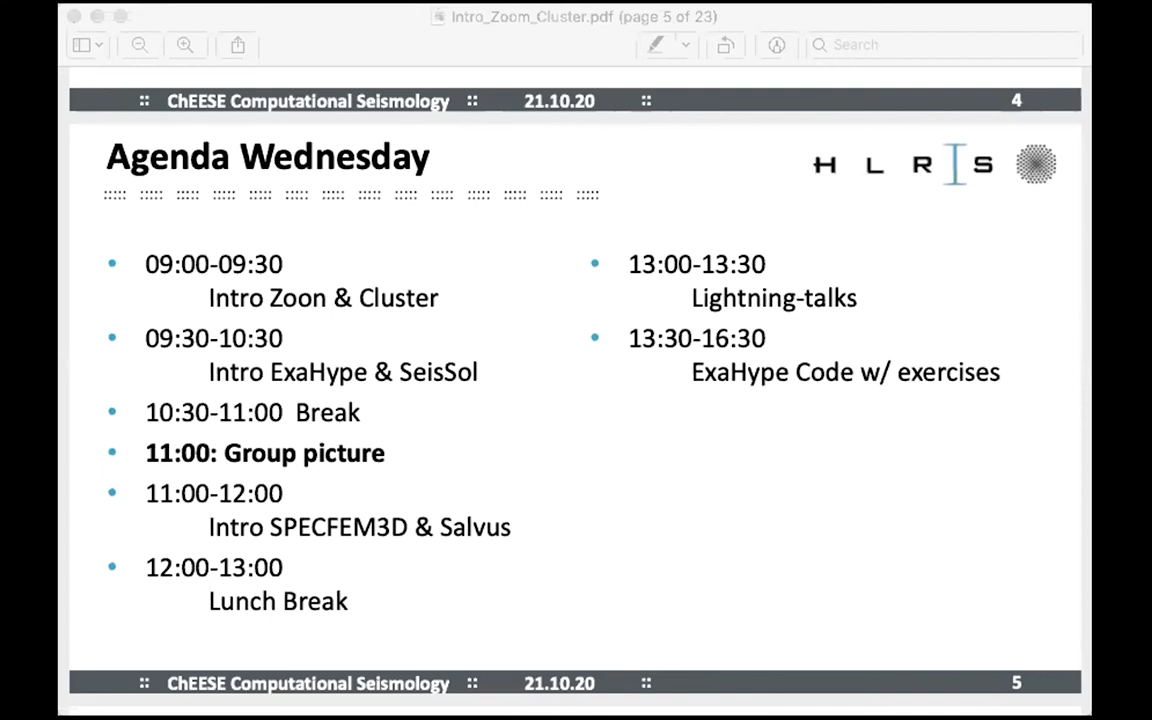 Intro_Zoom_Cluster.pdf (page 5 of 23)
Search
:: ChEESE Computational Seismology :: 21.10.20 :: 4
Agenda Wednesday
H L R I S
• 09:00-09:30
Intro Zoon & Cluster
• 09:30-10:30
Intro ExaHype & SeisSol
• 10:30-11:00 Break
• 11:00: Group picture
• 11:00-12:00
Intro SPECFEM3D & Salvus
• 12:00-13:00
Lunch Break
• 13:00-13:30
Lightning-talks
• 13:30-16:30
ExaHype Code w/ exercises
:: ChEESE Computational Seismology :: 21.10.20 :: 5